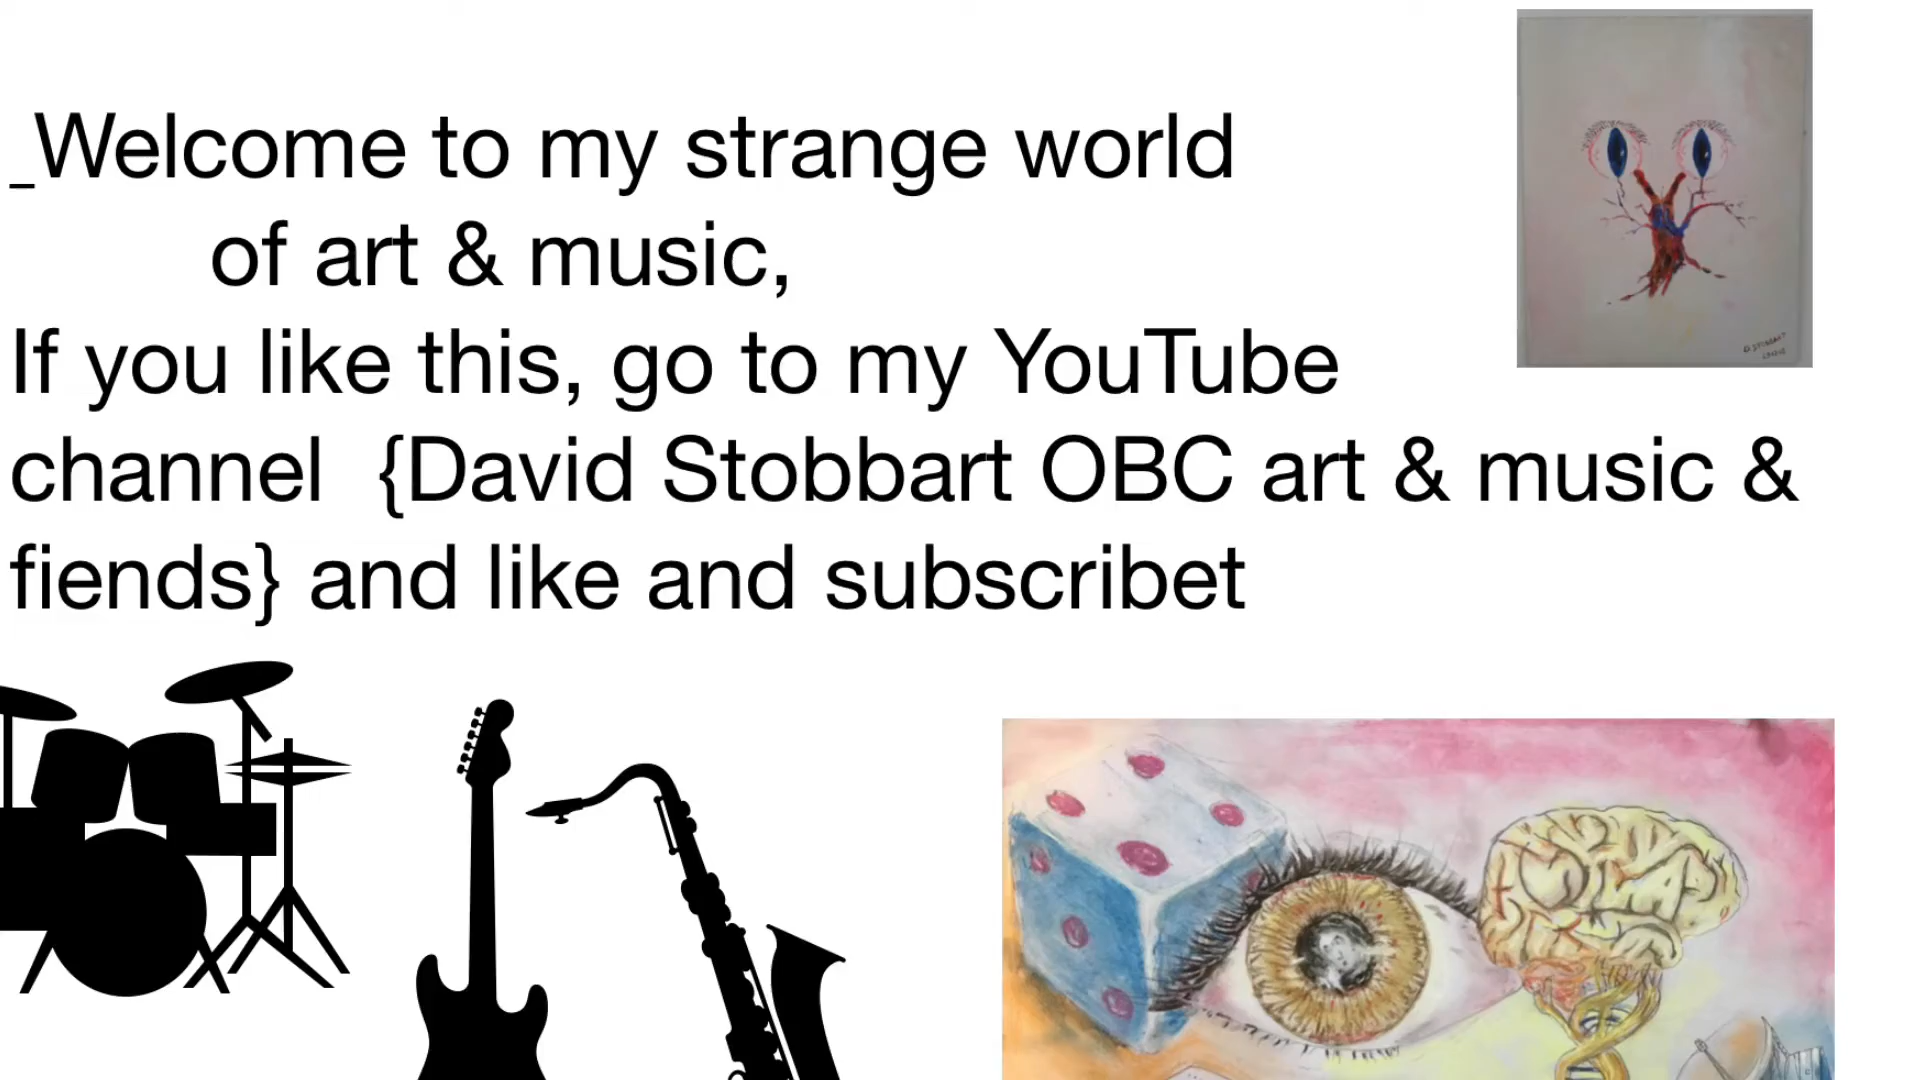 _Welcome to my strange world
of art & music,
If you like this, go to my YouTube
channel {David Stobbart OBC art & music &
fiends} and like and subscribet